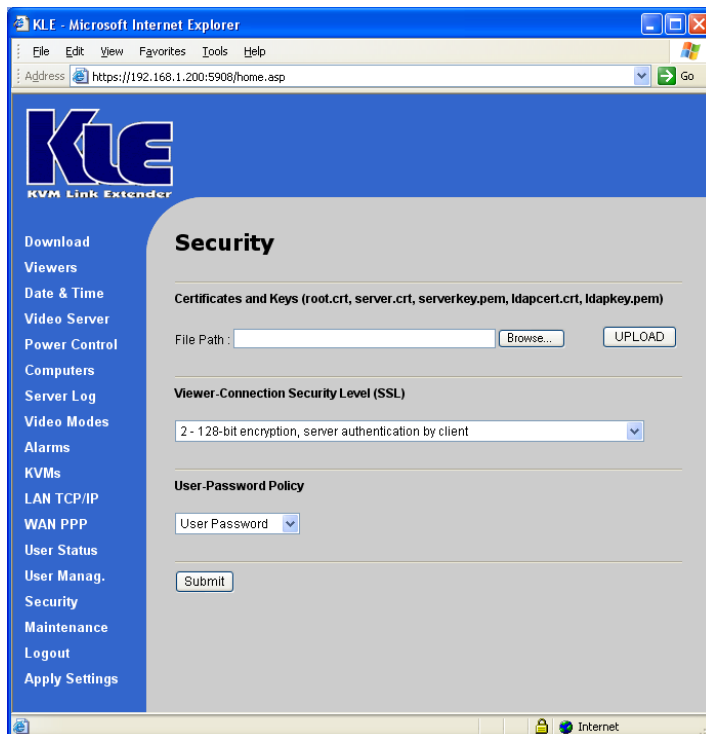 KLE - Microsoft Internet Explorer
File Edit View Favorites Tools Help
Address https://192.168.1.200:5908/home.asp Go
KLE
KVM Link Extender
Download
Viewers
Date & Time
Video Server
Power Control
Computers
Server Log
Video Modes
Alarms
KVMs
LAN TCP/IP
WAN PPP
User Status
User Manag.
Security
Maintenance
Logout
Apply Settings
Security
Certificates and Keys (root.crt, server.crt, serverkey.pem, ldapcert.crt, ldapkey.pem)
File Path : Browse... UPLOAD
Viewer-Connection Security Level (SSL)
2 - 128-bit encryption, server authentication by client
User-Password Policy
User Password
Submit
Internet